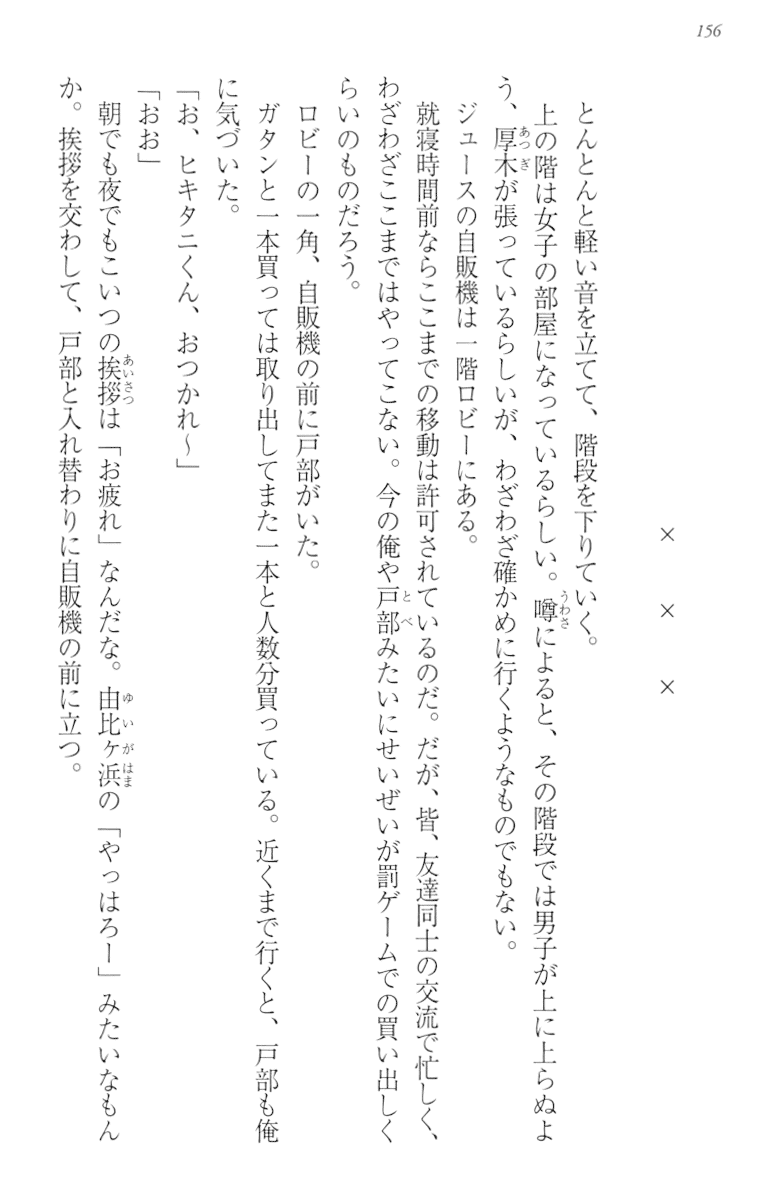 156
×　×　×
とんとんと軽い音を立てて、階段を下りていく。
上の階は女子の部屋になっているらしい。噂によると、その階段では男子が上に上らぬよ
う、厚木が張っているらしいが、わざわざ確かめに行くようなものでもない。
ジュースの自販機は一階ロビーにある。
就寝時間前ならここまでの移動は許可されているのだ。だが、皆、友達同士の交流で忙しく、
わざわざここまではやってこない。今の俺や戸部みたいにせいぜいが罰ゲームでの買い出しく
らいのものだろう。
ロビーの一角、自販機の前に戸部がいた。
ガタンと一本買っては取り出してまた一本と人数分買っている。近くまで行くと、戸部も俺
に気づいた。
「お、ヒキタニくん、おつかれ～」
「おお」
朝でも夜でもこいつの挨拶は「お疲れ」なんだな。由比ヶ浜の「やっはろー」みたいなもん
か。挨拶を交わして、戸部と入れ替わりに自販機の前に立つ。